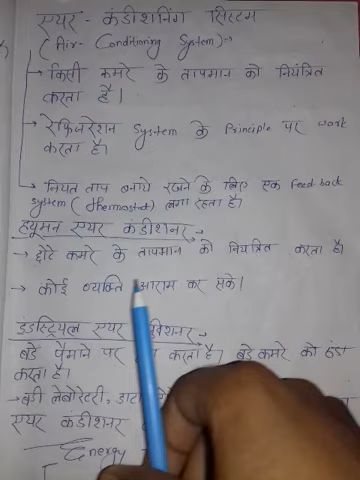 एयर - कंडीशनिंग सिस्टम
(Air-Conditioning System)→
→ किसी कमरे के तापमान को नियंत्रित
करता है।
→ रेफ्रिजरेशन system के Principle पर work
करता है।
→ नियत ताप बनाये रखने के लिए एक feed-back
system (thermostat) लगा रहता है।
ह्यूमन एयर कंडीशनर →
→ छोटे कमरे के तापमान को नियंत्रित करता है।
→ कोई व्यक्ति आराम कर सके।
इंडस्ट्रियल एयर
बडे पैमाने पर करता है। बडे कमरे को ठंडा
करता है।
→ बडी लेबोरेटरी, डाटा
एयर कंडीशनर
Energy